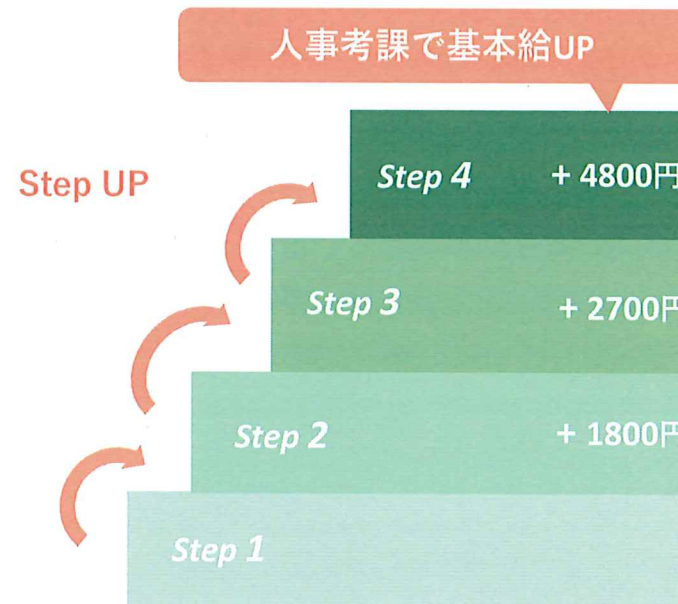 人事考課で基本給UP
Step UP
Step 4 + 4800円
Step 3 + 2700円
Step 2 + 1800円
Step 1